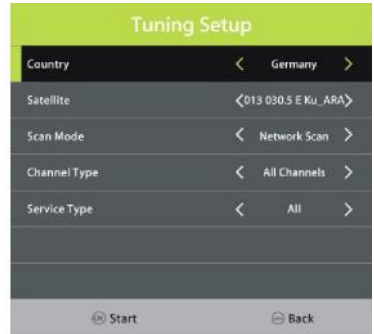 Tuning Setup
Country < Germany >
Satellite <013 030.5 E Ku_ARA>
Scan Mode < Network Scan >
Channel Type < All Channels >
Service Type < All >
Start Back